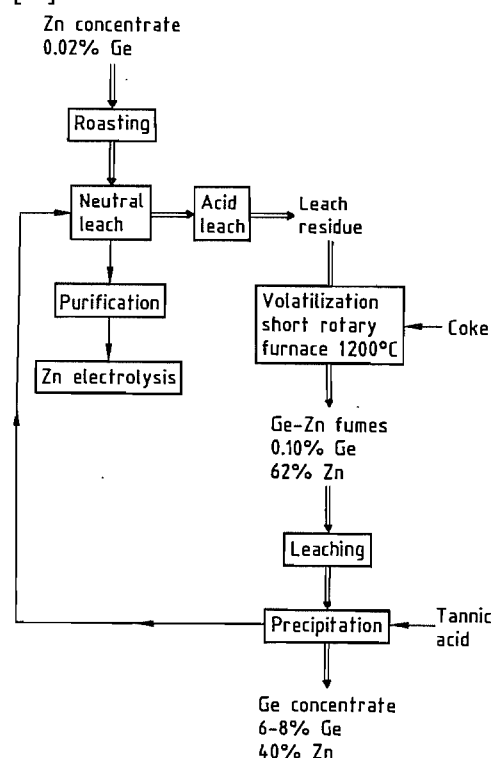 Zn concentrate
0.02% Ge
Roasting
Neutral
leach
Acid
leach
Leach
residue
Purification
Zn electrolysis
Volatilization
short rotary
furnace 1200°C
Coke
Ge-Zn fumes
0.10% Ge
62% Zn
Leaching
Precipitation
Tannic
acid
Ge concentrate
6-8% Ge
40% Zn